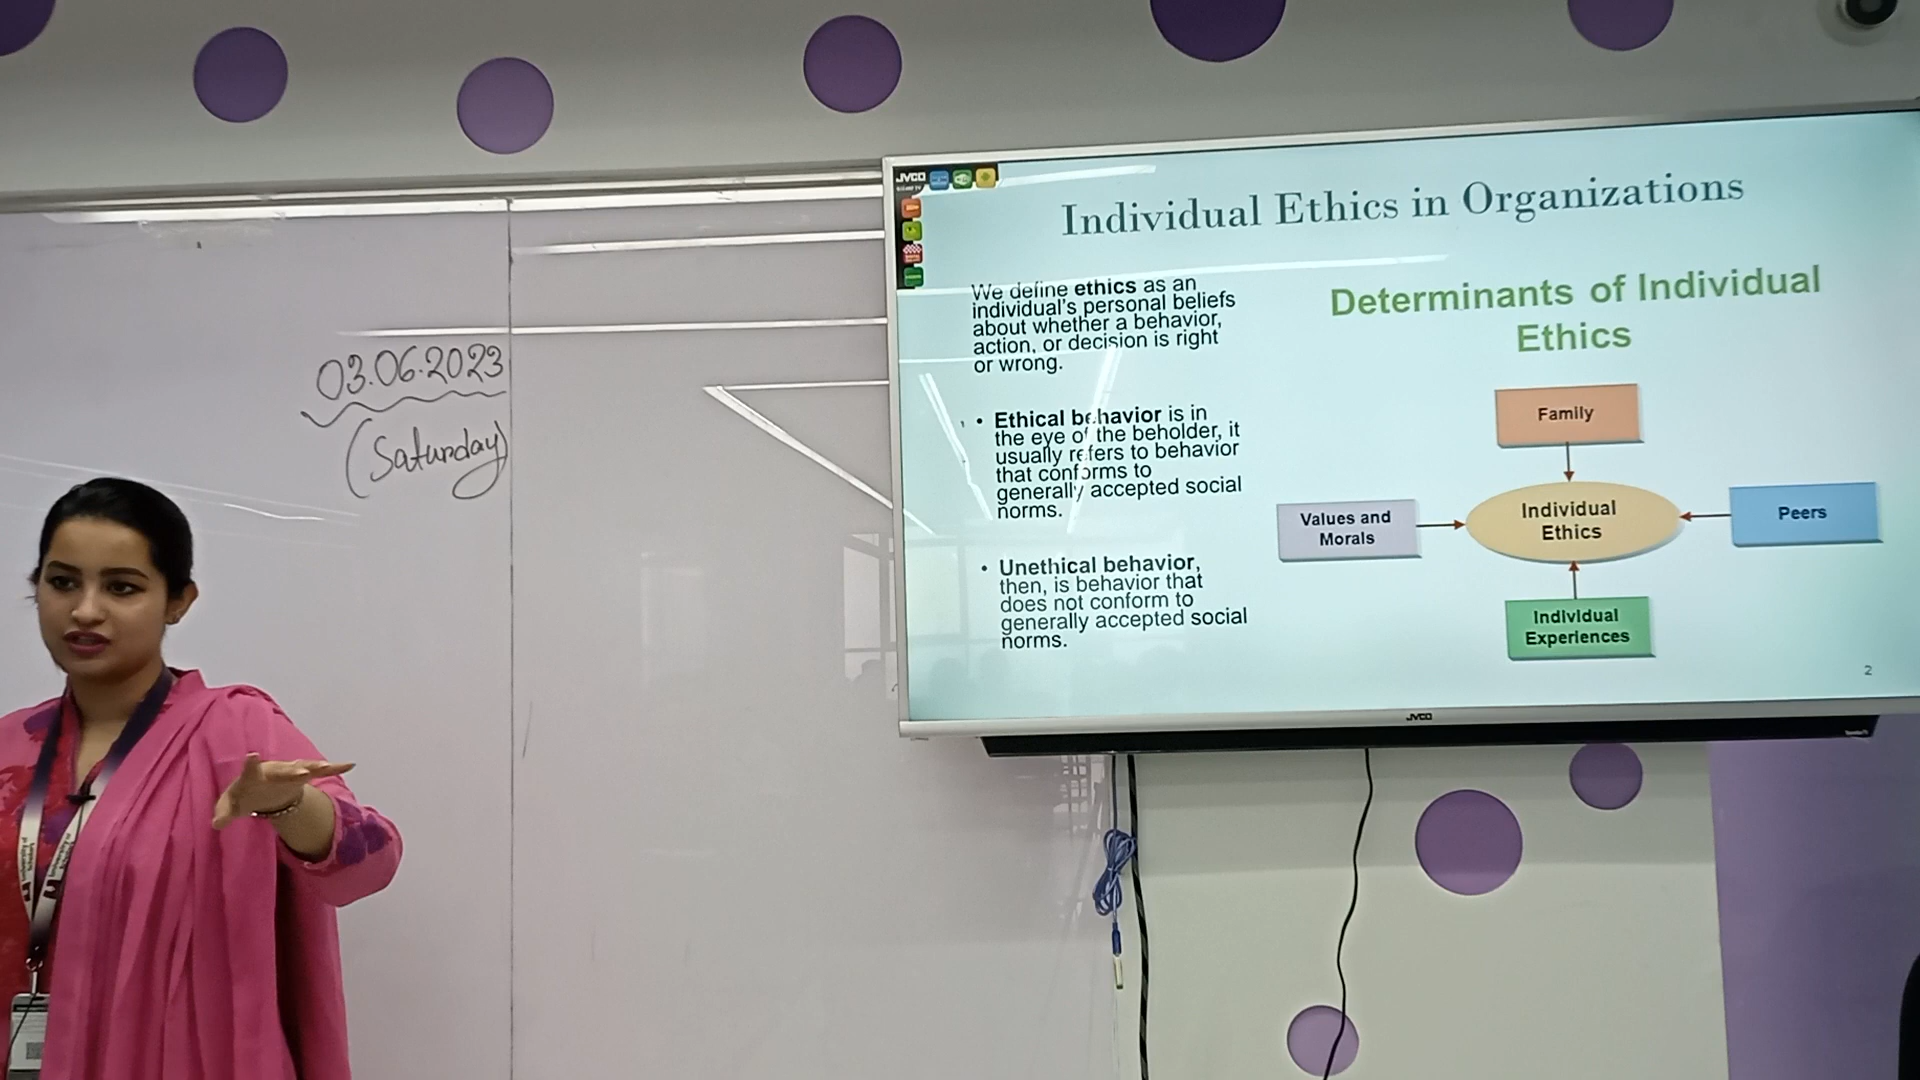 03.06.2023
(Saturday)
JVCO
Individual Ethics in Organizations
We define ethics as an
individual's personal beliefs
about whether a behavior,
action, or decision is right
or wrong.
• Ethical behavior is in
the eye of the beholder, it
usually refers to behavior
that conforms to
generally accepted social
norms.
• Unethical behavior,
then, is behavior that
does not conform to
generally accepted social
norms.
Determinants of Individual
Ethics
Family
Values and
Morals
Individual
Ethics
Peers
Individual
Experiences
2
JVCO